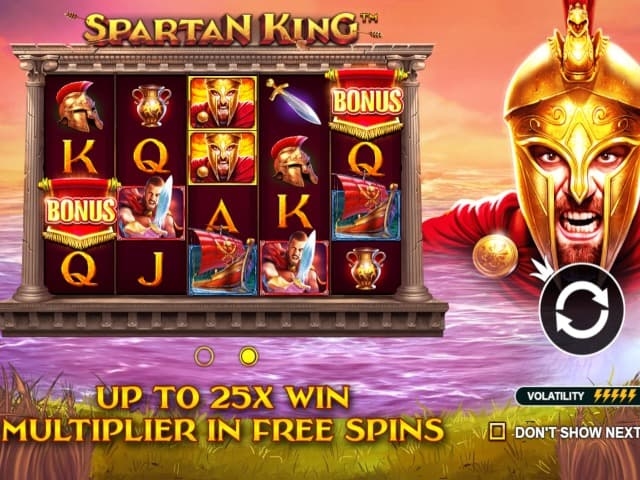 SPARTAN KING™
BONUS
K Q Q
BONUS A K
Q J
UP TO 25X WIN
MULTIPLIER IN FREE SPINS
VOLATILITY
DON'T SHOW NEXT